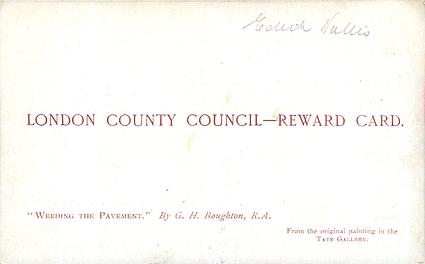 Edith Wallis
LONDON COUNTY COUNCIL—REWARD CARD.
"WEEDING THE PAVEMENT." By G. H. Boughton, R.A.
From the original painting in the
TATE GALLERY.